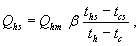 Q_hs = Q_hm β (t_hs − t_cs) / (t_h − t_c) ,